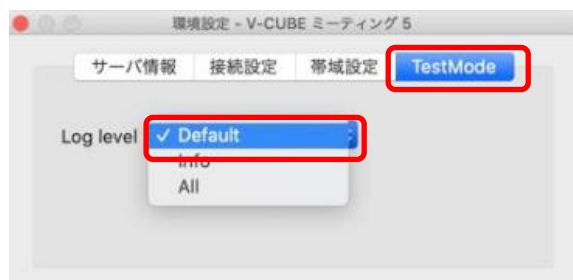 環境設定 - V-CUBE ミーティング 5
サーバ情報 接続設定 帯域設定 TestMode
Log level ✓ Default
Info
All